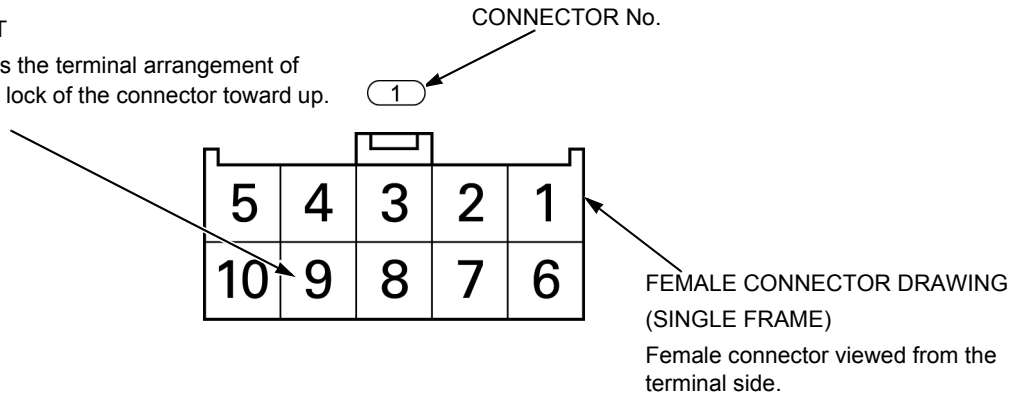 CONNECTOR No.
the terminal arrangement of
lock of the connector toward up.
1
5 4 3 2 1
10 9 8 7 6
FEMALE CONNECTOR DRAWING
(SINGLE FRAME)
Female connector viewed from the
terminal side.